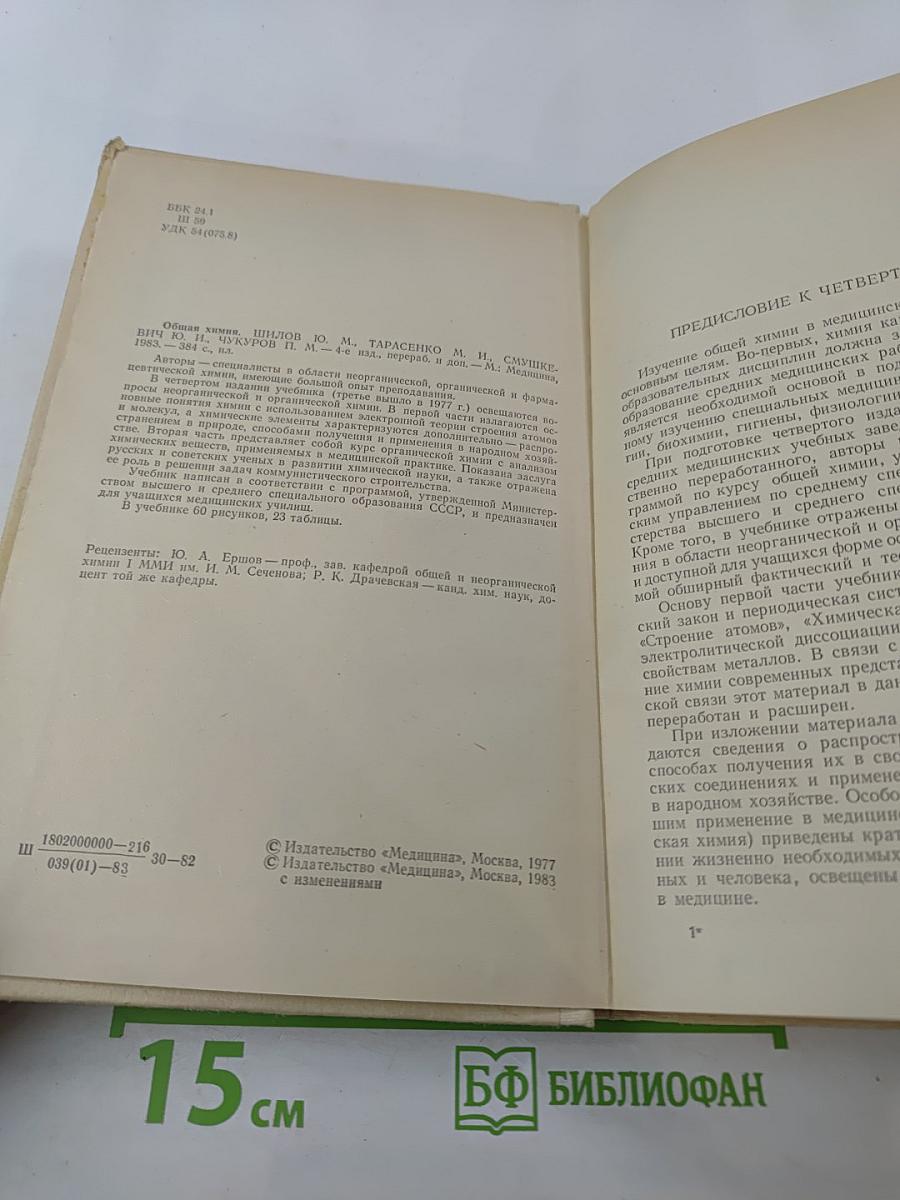 ББК 24.1
Ш 59
УДК 54(075.8)
Общая химия. ШИЛОВ Ю. М., ТАРАСЕНКО М. И., СМУШКЕ-
ВИЧ Ю. И., ЧУКУРОВ П. М. — 4-е изд., перераб. и доп. — М.: Медицина,
1983. — 384 с., ил.
Авторы — специалисты в области неорганической, органической и фарма-
цевтической химии, имеющие большой опыт преподавания.
В четвертом издании учебника (третье вышло в 1977 г.) освещаются во-
просы неорганической и органической химии. В первой части излагаются ос-
новные понятия химии с использованием электронной теории строения атомов
и молекул, а химические элементы характеризуются дополнительно — распро-
странением в природе, способами получения и применения в народном хозяй-
стве. Вторая часть представляет собой курс органической химии с анализом
химических веществ, применяемых в медицинской практике. Показана заслуга
русских и советских ученых в развитии химической науки, а также отражена
ее роль в решении задач коммунистического строительства.
Учебник написан в соответствии с программой, утвержденной Министер-
ством высшего и среднего специального образования СССР, и предназначен
для учащихся медицинских училищ.
В учебнике 60 рисунков, 23 таблицы.
Рецензенты: Ю. А. Ершов — проф., зав. кафедрой общей и неорганической
химии I ММИ им. И. М. Сеченова; Р. К. Драчевская — канд. хим. наук, до-
цент той же кафедры.
Ш 1802000000—216
039(01)—83 30—82
© Издательство «Медицина», Москва, 1977
© Издательство «Медицина», Москва, 1983
с изменениями
ПРЕДИСЛОВИЕ К ЧЕТВЕРТ
Изучение общей химии в медицинск
основным целям. Во-первых, химия ка
образовательных дисциплин должна з
образование средних медицинских раб
является необходимой основой в под
ному изучению специальных медицин
гии, биохимии, гигиены, физиологии
При подготовке четвертого изда
средних медицинских учебных заве
ственно переработанного, авторы
граммой по курсу общей химии, у
ским управлением по среднему спе
стерства высшего и среднего спе
Кроме того, в учебнике отражены
ния в области неорганической и ор
и доступной для учащихся форме ос
мой обширный фактический и те
Основу первой части учебник
ский закон и периодическая сист
«Строение атомов», «Химическа
электролитической диссоциации
свойствам металлов. В связи с
ние химии современных предста
ской связи этот материал в дан
переработан и расширен.
При изложении материала
даются сведения о распростр
способах получения их в сво
ских соединениях и примене
в народном хозяйстве. Особо
шим применение в медицин
ская химия) приведены крат
нии жизненно необходимых
ных и человека, освещены
в медицине.
1*
15 см
БФ БИБЛИОФАН